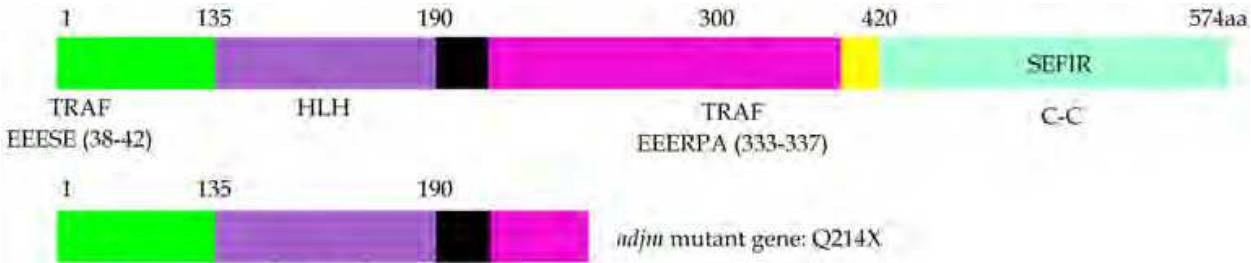 1 135 190 300 420 574aa
SEFIR
TRAF HLH TRAF C-C
EEESE (38-42) EEERPA (333-337)
1 135 190
adjm mutant gene: Q214X